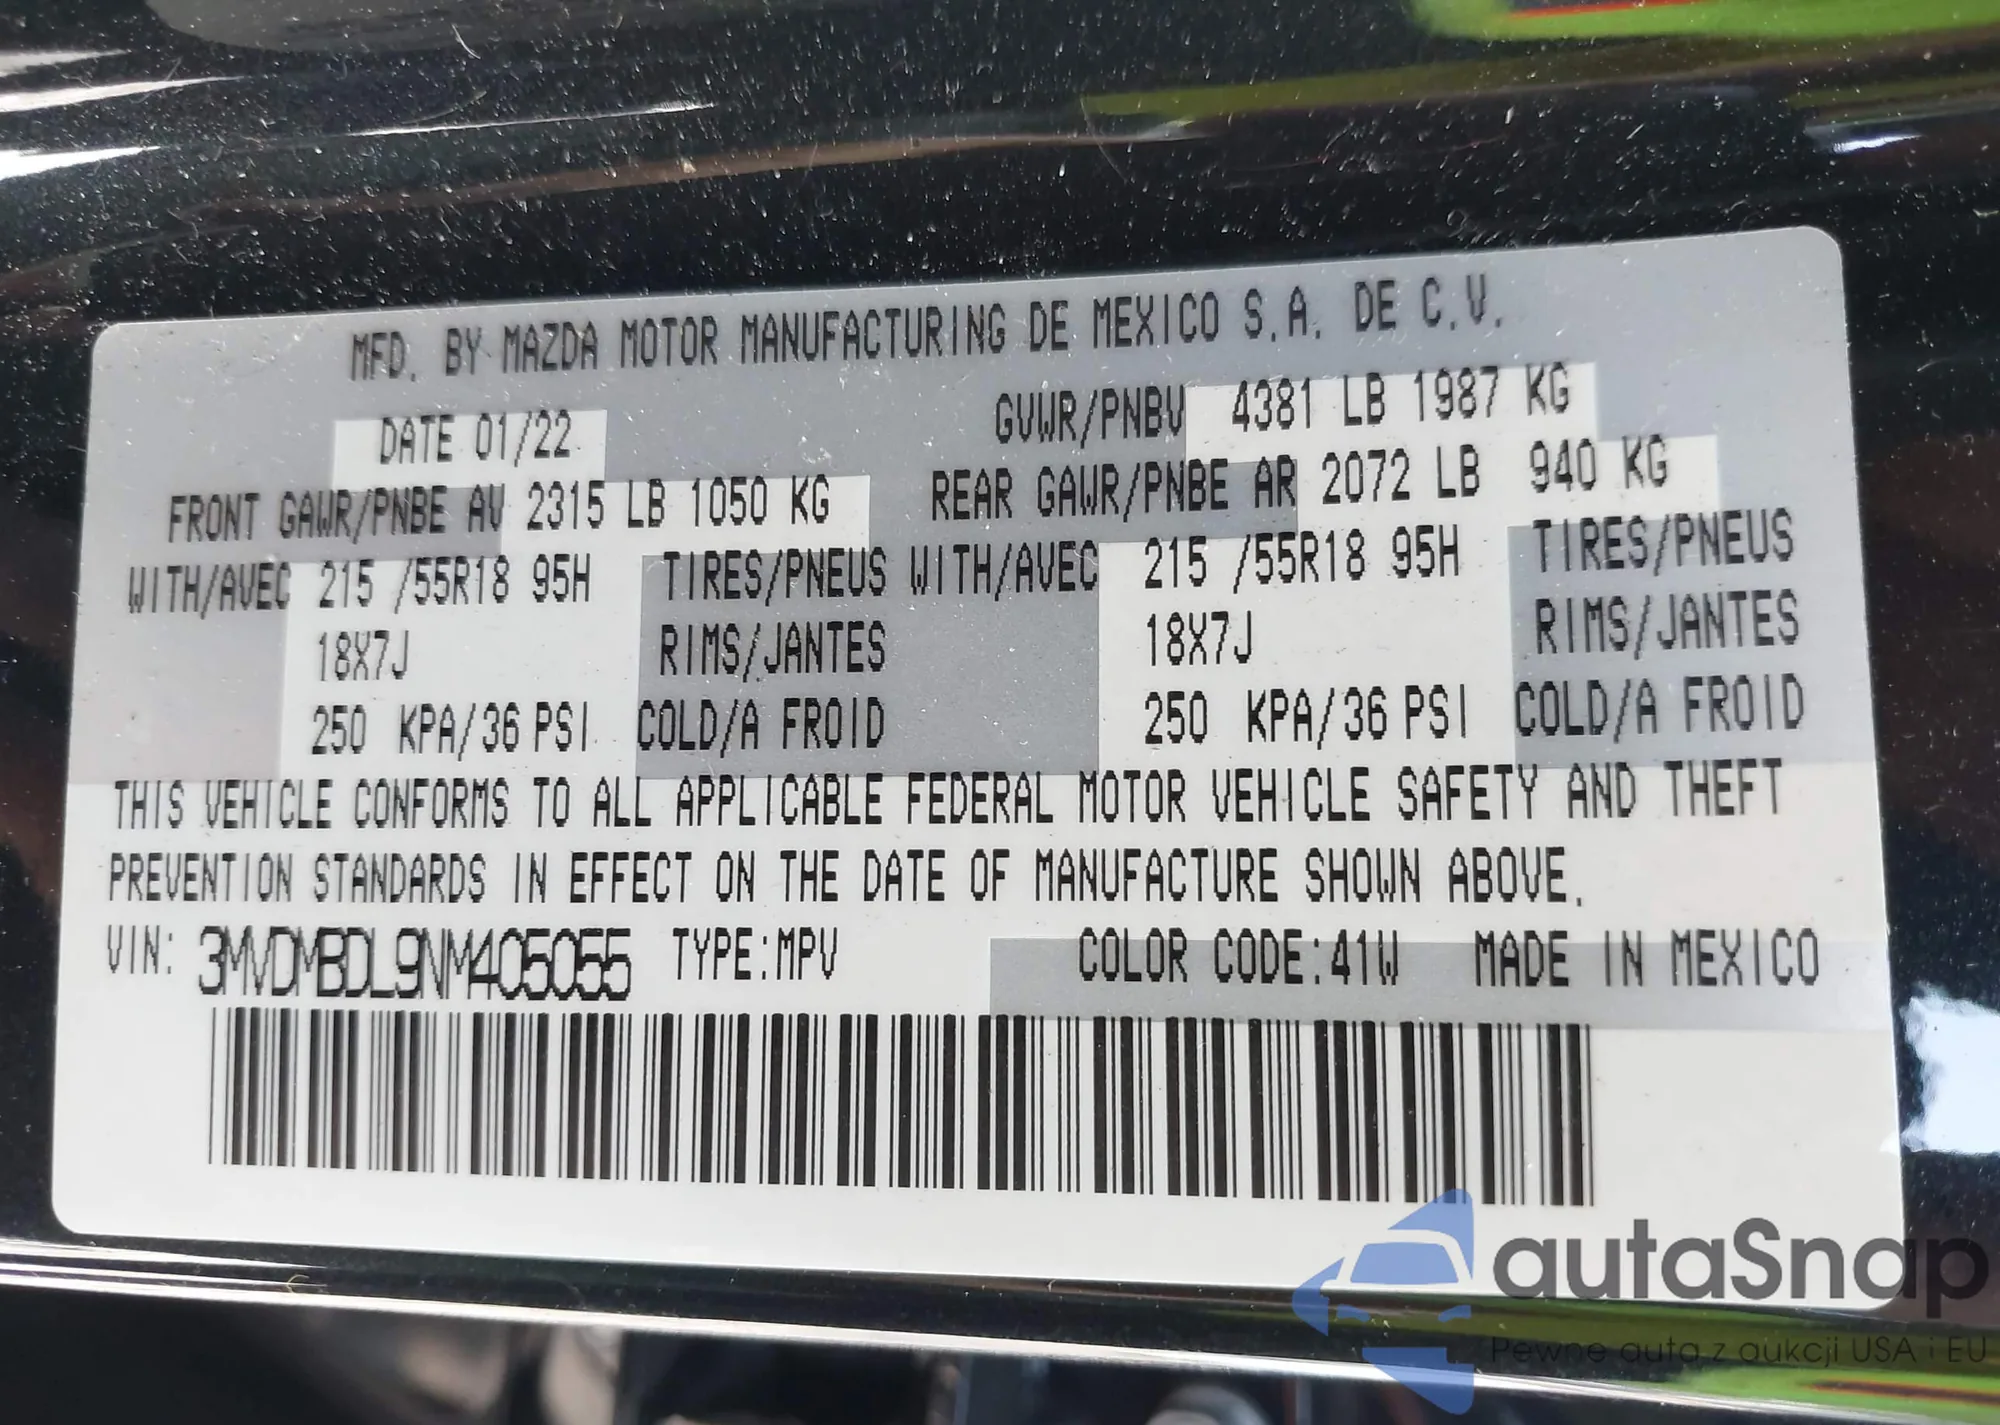 MFD. BY MAZDA MOTOR MANUFACTURING DE MEXICO S.A. DE C.V.
DATE 01/22 GVWR/PNBV 4381 LB 1987 KG
FRONT GAWR/PNBE AV 2315 LB 1050 KG REAR GAWR/PNBE AR 2072 LB 940 KG
WITH/AVEC 215 /55R18 95H TIRES/PNEUS WITH/AVEC 215 /55R18 95H TIRES/PNEUS
18X7J RIMS/JANTES 18X7J RIMS/JANTES
250 KPA/36 PSI COLD/A FROID 250 KPA/36 PSI COLD/A FROID
THIS VEHICLE CONFORMS TO ALL APPLICABLE FEDERAL MOTOR VEHICLE SAFETY AND THEFT
PREVENTION STANDARDS IN EFFECT ON THE DATE OF MANUFACTURE SHOWN ABOVE.
VIN: 3MVDMBDL9NM405055 TYPE:MPV COLOR CODE:41W MADE IN MEXICO
autaSnap
Pewne auta z aukcji USA i EU